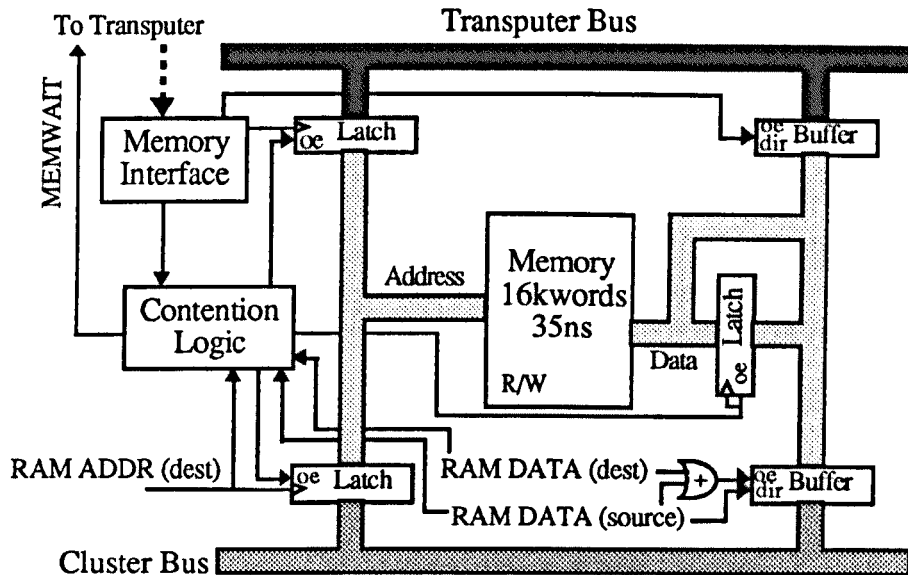 Transputer Bus
To Transputer
MEMWAIT
Memory
Interface
oe Latch
oe
dir Buffer
Address
Memory
16kwords
35ns
R/W
Data
Latch
oe
Contention
Logic
RAM ADDR (dest)
oe Latch
RAM DATA (dest)
+
oe
dir Buffer
RAM DATA (source)
Cluster Bus